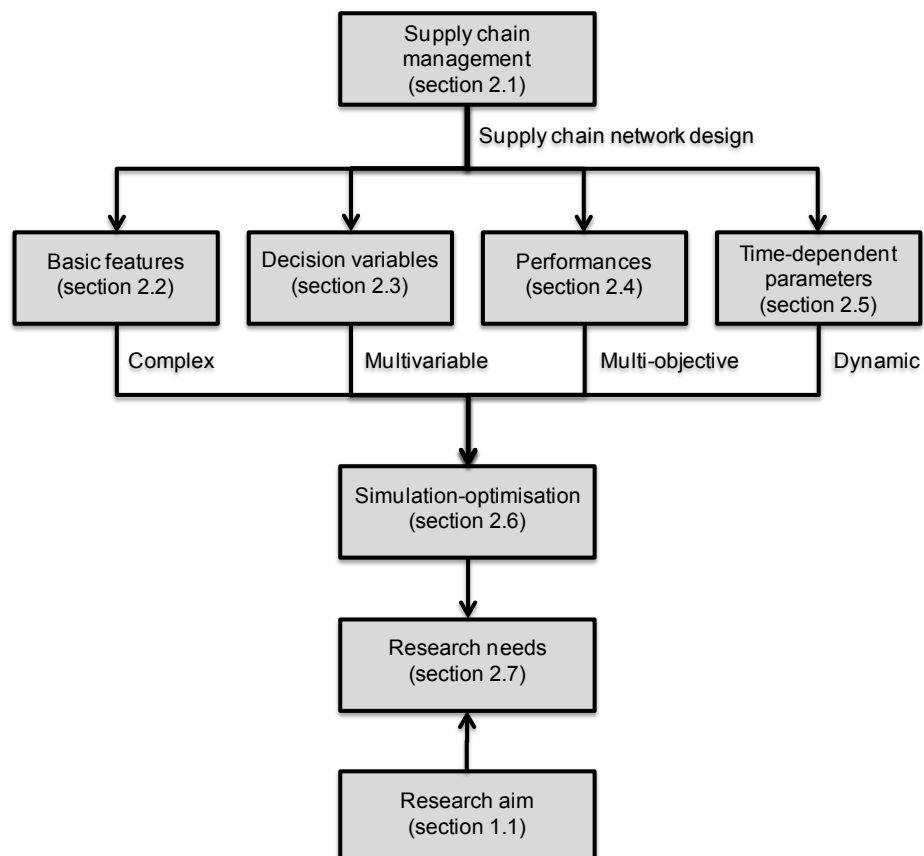 Supply chain
management
(section 2.1)
Supply chain network design
Basic features
(section 2.2)
Decision variables
(section 2.3)
Performances
(section 2.4)
Time-dependent
parameters
(section 2.5)
Complex
Multivariable
Multi-objective
Dynamic
Simulation-optimisation
(section 2.6)
Research needs
(section 2.7)
Research aim
(section 1.1)